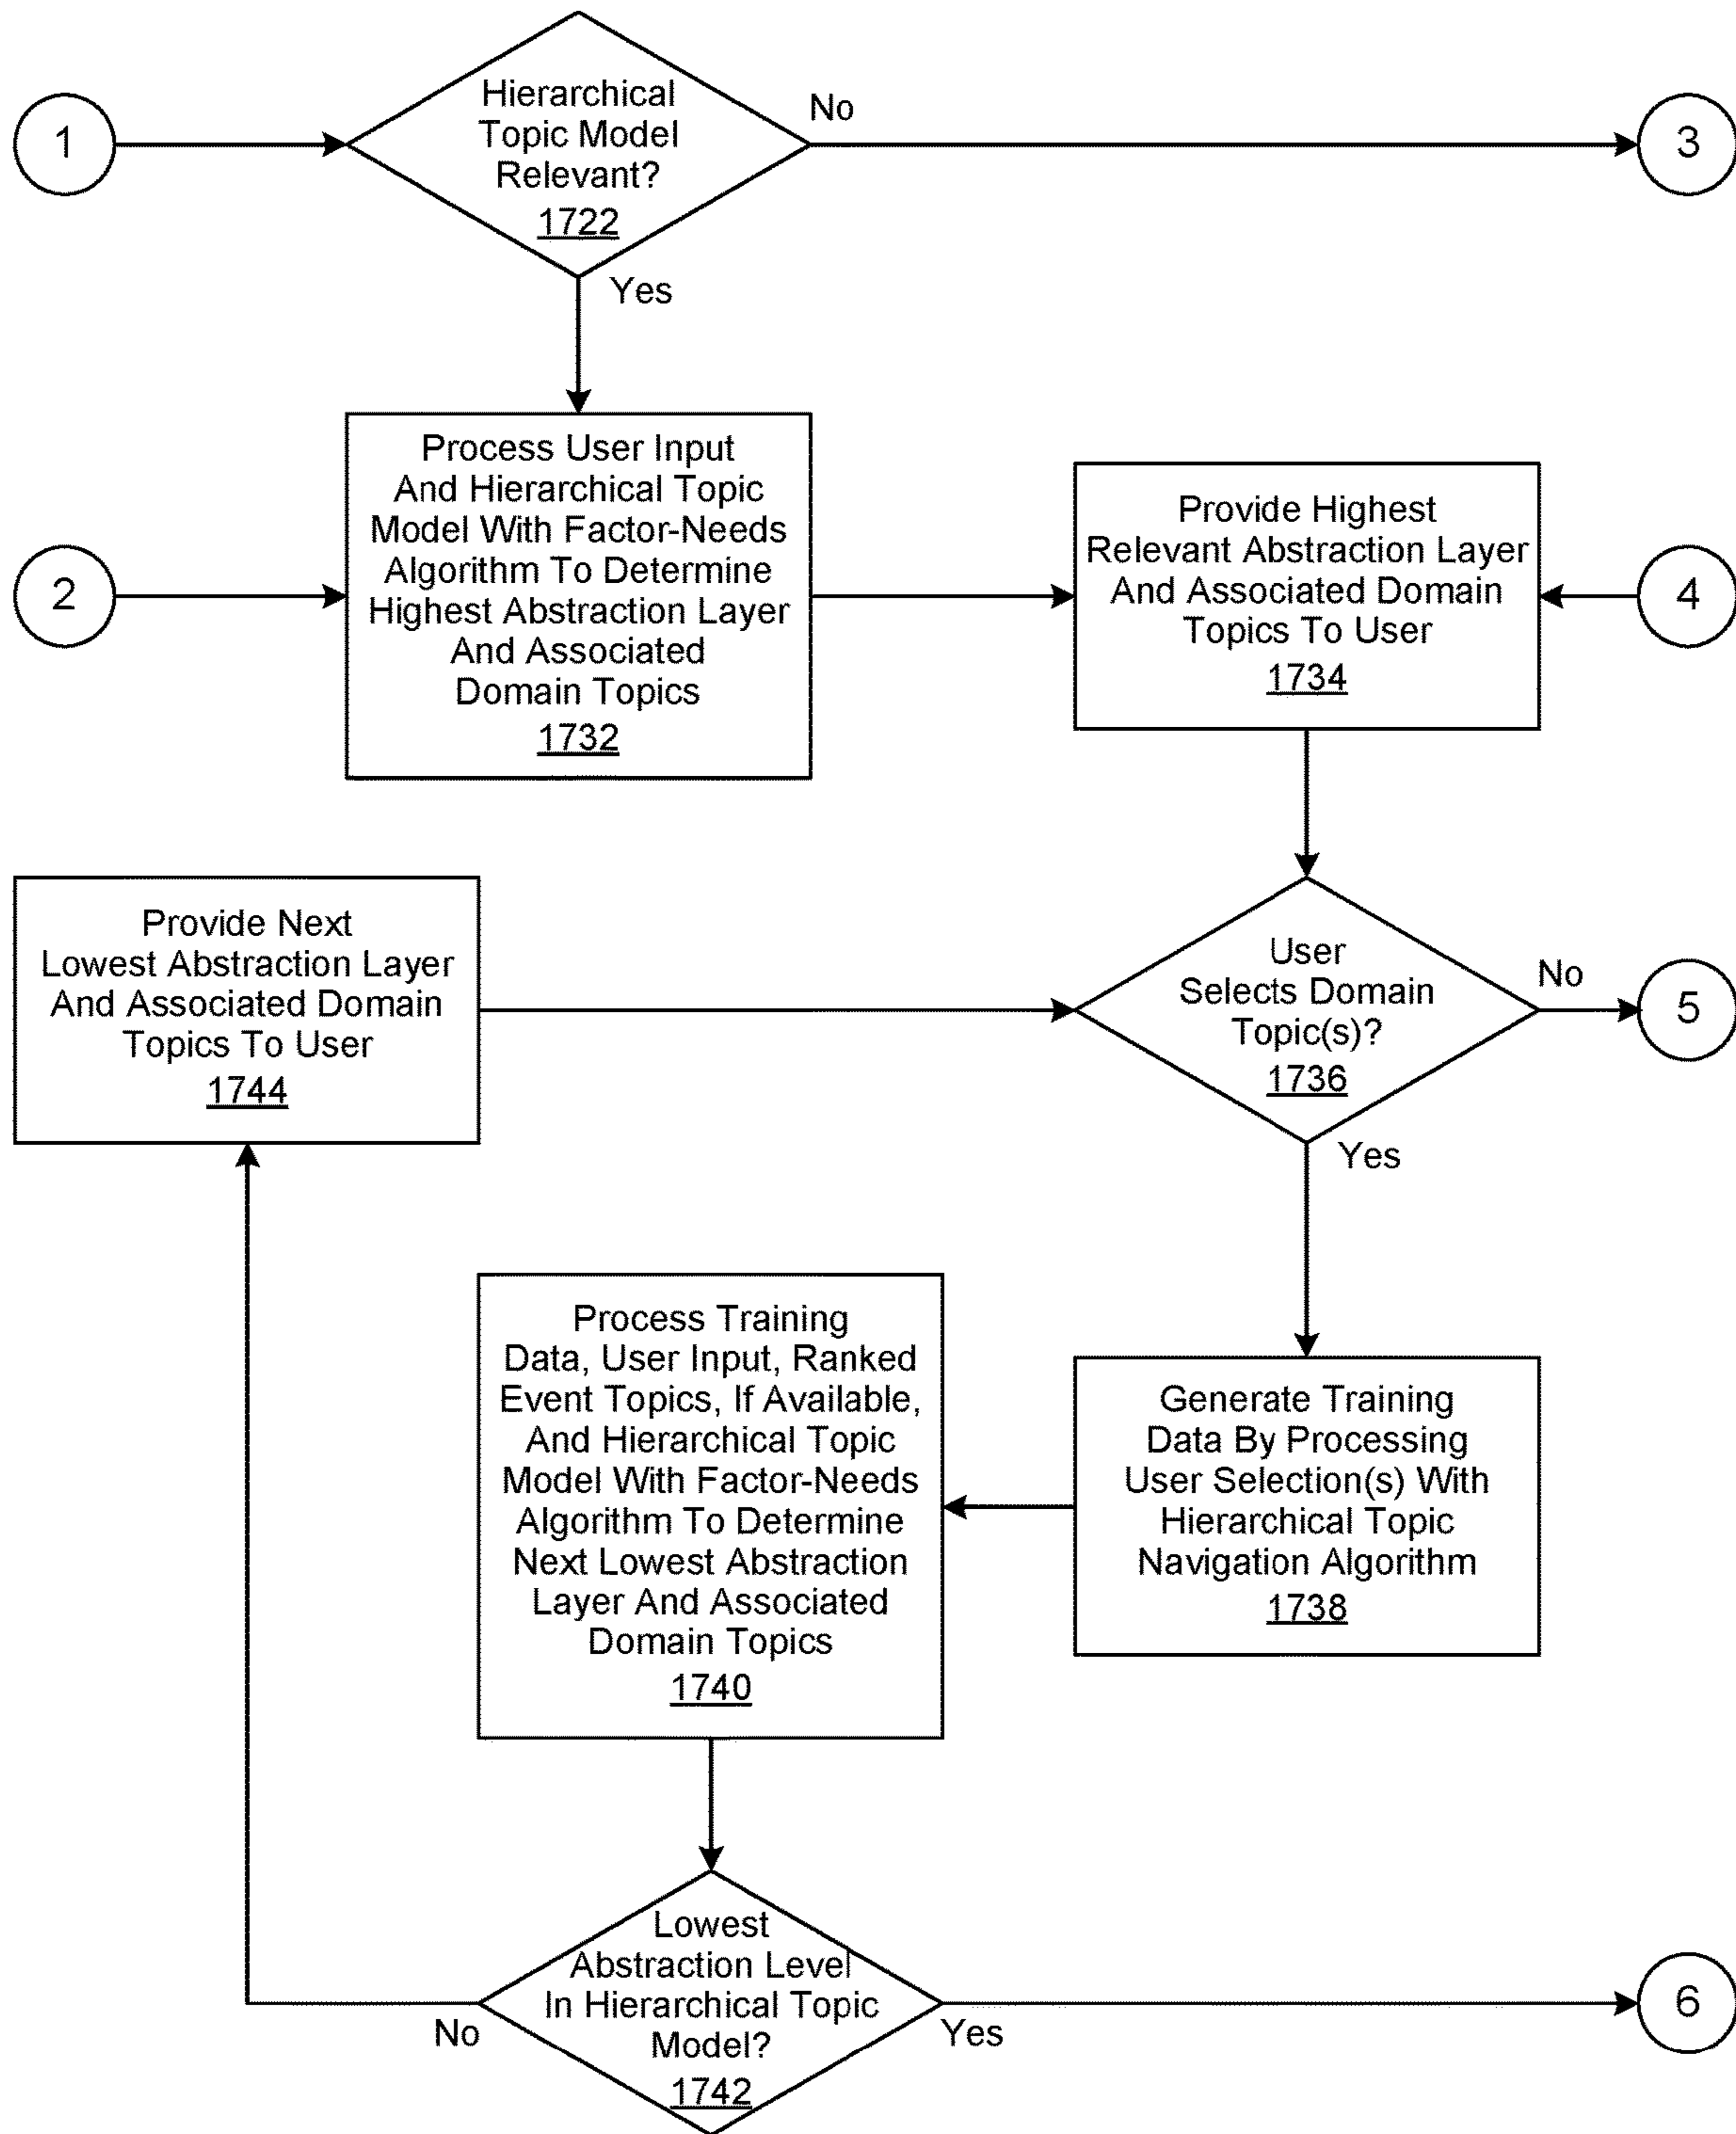 1
Hierarchical
Topic Model
Relevant?
1722
No
3
Yes
2
Process User Input
And Hierarchical Topic
Model With Factor-Needs
Algorithm To Determine
Highest Abstraction Layer
And Associated
Domain Topics
1732
Provide Highest
Relevant Abstraction Layer
And Associated Domain
Topics To User
1734
4
Provide Next
Lowest Abstraction Layer
And Associated Domain
Topics To User
1744
User
Selects Domain
Topic(s)?
1736
No
5
Yes
Process Training
Data, User Input, Ranked
Event Topics, If Available,
And Hierarchical Topic
Model With Factor-Needs
Algorithm To Determine
Next Lowest Abstraction
Layer And Associated
Domain Topics
1740
Generate Training
Data By Processing
User Selection(s) With
Hierarchical Topic
Navigation Algorithm
1738
Lowest
Abstraction Level
In Hierarchical Topic
Model?
1742
No
Yes
6